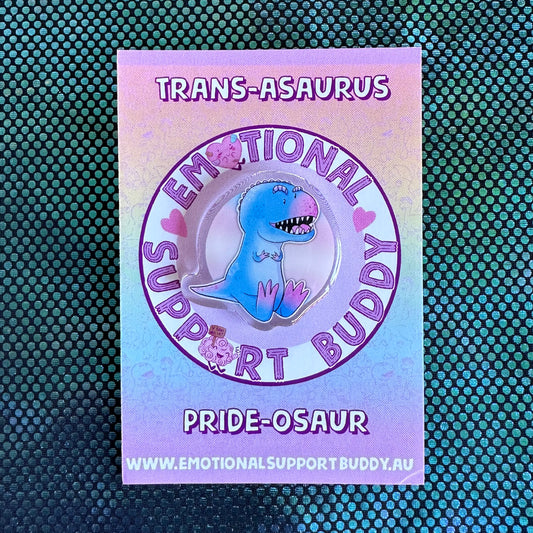 TRANS-ASAURUS
EMOTIONAL
SUPPORT BUDDY
PRIDE-OSAUR
WWW.EMOTIONALSUPPORTBUDDY.AU